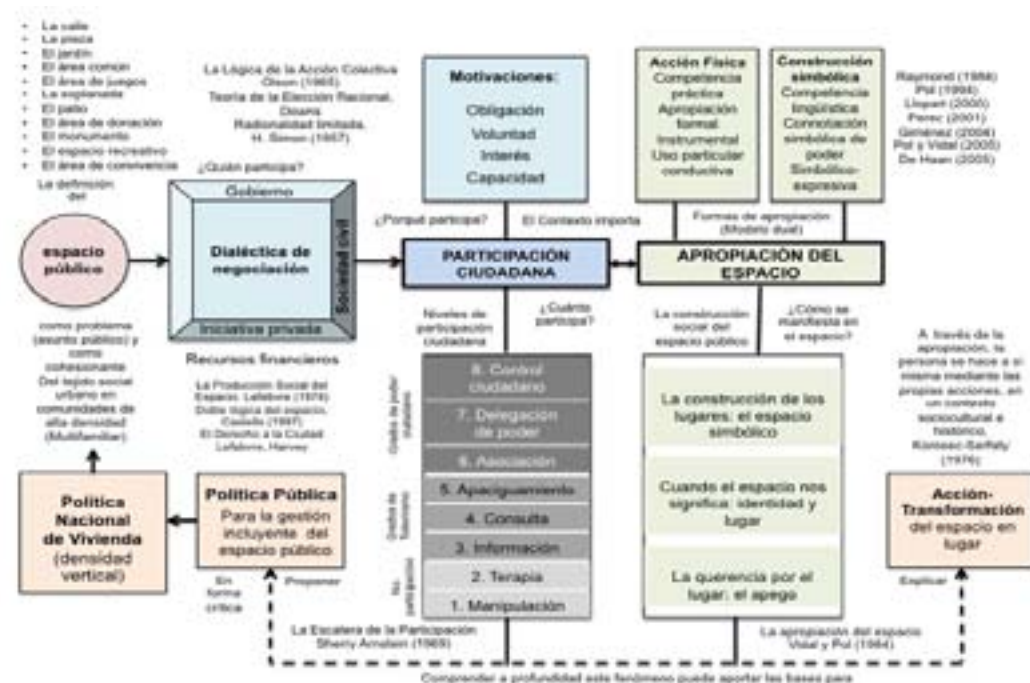 • La calle
• La plaza
• El jardín
• El área común
• El área de juegos
• La explanada
• El patio
• El área de donación
• El monumento
• El espacio recreativo
• El área de convivencia
La definición
del
espacio
público
como problema
(asunto público) y
como
cohesionante
Del tejido social
urbano en
comunidades de
alta densidad
(Multifamiliar)
Política
Nacional
de Vivienda
(densidad
vertical)
La Lógica de la Acción Colectiva
Olson (1965)
Teoría de la Elección Racional,
Downs
Racionalidad limitada,
H. Simon (1957)
¿Quién participa?
Gobierno
Dialéctica de
negociación
Sociedad civil
Iniciativa privada
Recursos financieros
La Producción Social del
Espacio. Lefebvre (1974)
Doble lógica del espacio,
Castells (1997)
El Derecho a la Ciudad
Lefebvre, Harvey
Política Pública
Para la gestión
incluyente del
espacio público
En
forma
crítica
Proponer
Motivaciones:
Obligación
Voluntad
Interés
Capacidad
¿Porqué participa?
El Contexto importa
PARTICIPACIÓN
CIUDADANA
Niveles de
participación
ciudadana
¿Cuánto
participa?
8. Control
ciudadano
7. Delegación
de poder
6. Asociación
5. Apaciguamiento
4. Consulta
3. Información
2. Terapia
1. Manipulación
Grados de poder
ciudadano
No
participación
La Escalera de la Participación
Sherry Arnstein (1969)
Acción Física
Competencia
práctica
Apropiación
formal
Instrumental
Uso particular
conductiva
Construcción
simbólica
Competencia
lingüística
Connotación
simbólica de
poder
Simbólico-
expresiva
Raymond (1984)
Pol (1994)
Llopart (2000)
Perec (2001)
Giménez (2004)
Pol y Vidal (2005)
De Haan (2005)
Formas de apropiación
(Modelo dual)
APROPIACIÓN DEL
ESPACIO
La construcción
social del
espacio público
¿Cómo se
manifiesta en
el espacio?
La construcción de los
lugares: el espacio
simbólico
Cuando el espacio nos
significa: identidad y
lugar
La querencia por el
lugar: el apego
La apropiación del espacio
Vidal y Pol (1994)
A través de la
apropiación, la
persona se hace a sí
misma mediante las
propias acciones, en
un contexto
sociocultural e
histórico.
Korosec-Serfaty
(1976)
Acción-
Transformación
del espacio en
lugar
Explicar
Comprender a profundidad este fenómeno puede aportar las bases para